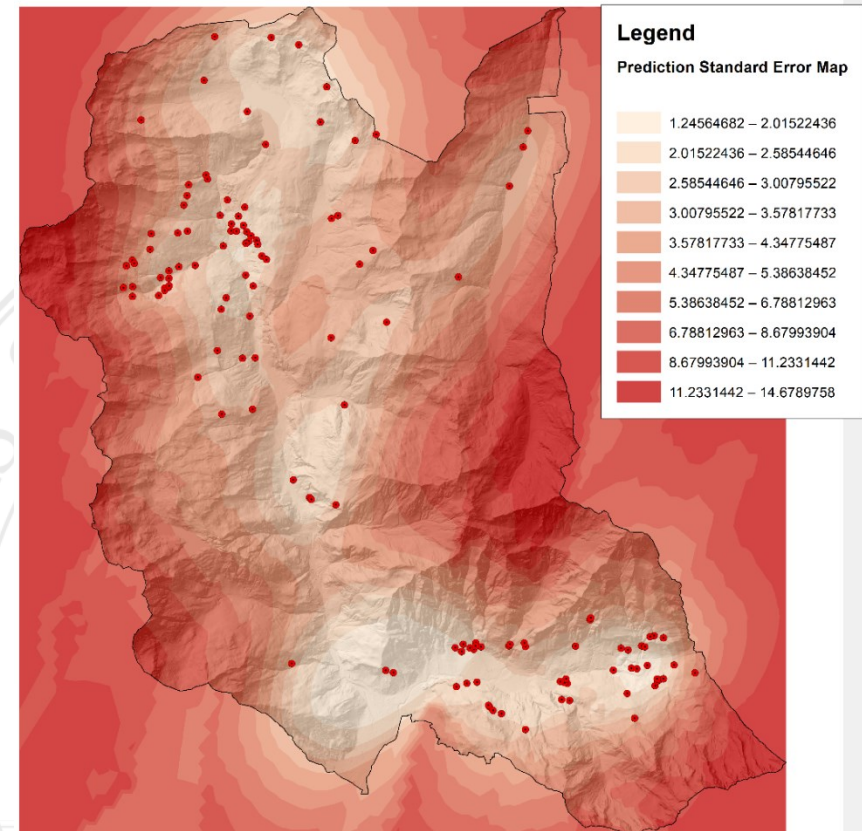 Legend
Prediction Standard Error Map
1.24564682 – 2.01522436
2.01522436 – 2.58544646
2.58544646 – 3.00795522
3.00795522 – 3.57817733
3.57817733 – 4.34775487
4.34775487 – 5.38638452
5.38638452 – 6.78812963
6.78812963 – 8.67993904
8.67993904 – 11.2331442
11.2331442 – 14.6789758